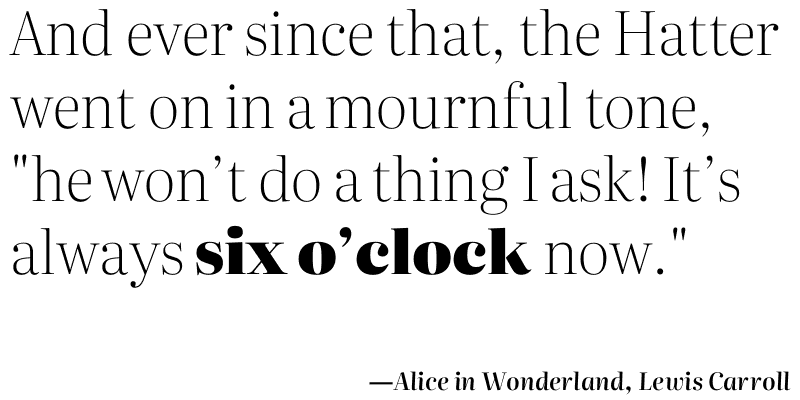 And ever since that, the Hatter
went on in a mournful tone,
"he won’t do a thing I ask! It’s
always six o’clock now."
—Alice in Wonderland, Lewis Carroll